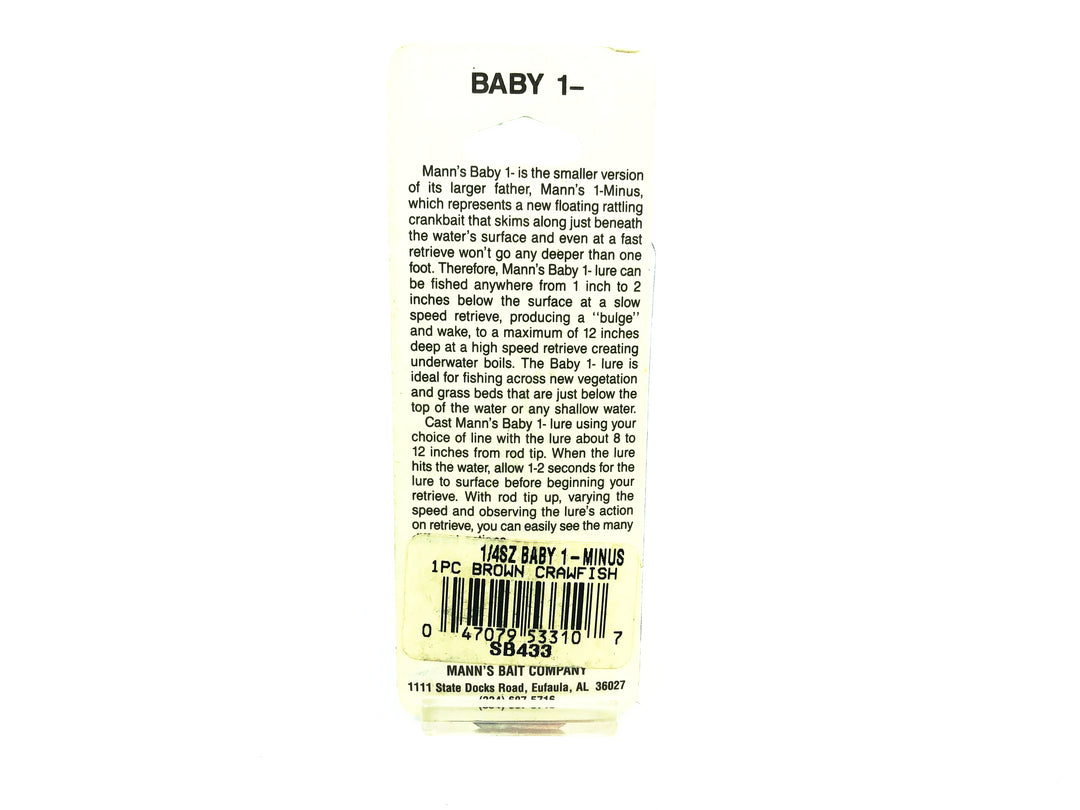 BABY 1–
Mann's Baby 1- is the smaller version
of its larger father, Mann's 1-Minus,
which represents a new floating rattling
crankbait that skims along just beneath
the water's surface and even at a fast
retrieve won't go any deeper than one
foot. Therefore, Mann's Baby 1- lure can
be fished anywhere from 1 inch to 2
inches below the surface at a slow
speed retrieve, producing a "bulge"
and wake, to a maximum of 12 inches
deep at a high speed retrieve creating
underwater boils. The Baby 1- lure is
ideal for fishing across new vegetation
and grass beds that are just below the
top of the water or any shallow water.
Cast Mann's Baby 1- lure using your
choice of line with the lure about 8 to
12 inches from rod tip. When the lure
hits the water, allow 1-2 seconds for the
lure to surface before beginning your
retrieve. With rod tip up, varying the
speed and observing the lure's action
on retrieve, you can easily see the many
1/4SZ BABY 1-MINUS
1PC BROWN CRAWFISH
0 47079 53310 7
SB433
MANN'S BAIT COMPANY
1111 State Docks Road, Eufaula, AL 36027